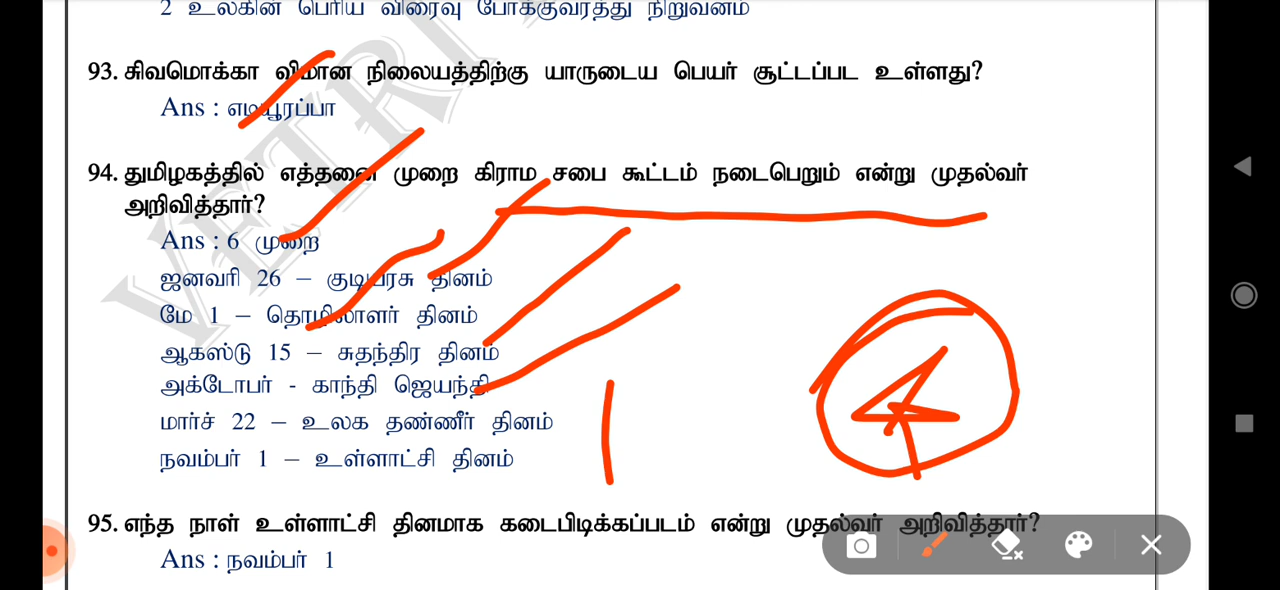 2 உலகின் பெரிய விரைவு போக்குவரத்து நிறுவனம்
93. சிவமொக்கா விமான நிலையத்திற்கு யாருடைய பெயர் சூட்டப்பட உள்ளது?
Ans : எடியூரப்பா
94. துமிழகத்தில் எத்தனை முறை கிராம சபை கூட்டம் நடைபெறும் என்று முதல்வர்
அறிவித்தார்?
Ans : 6 முறை
ஜனவரி 26 – குடியரசு தினம்
மே 1 – தொழிலாளர் தினம்
ஆகஸ்டு 15 – சுதந்திர தினம்
அக்டோபர் - காந்தி ஜெயந்தி
மார்ச் 22 – உலக தண்ணீர் தினம்
நவம்பர் 1 – உள்ளாட்சி தினம்
4
95. எந்த நாள் உள்ளாட்சி தினமாக கடைபிடிக்கப்படம் என்று முதல்வர் அறிவித்தார்?
Ans : நவம்பர் 1
VETRI